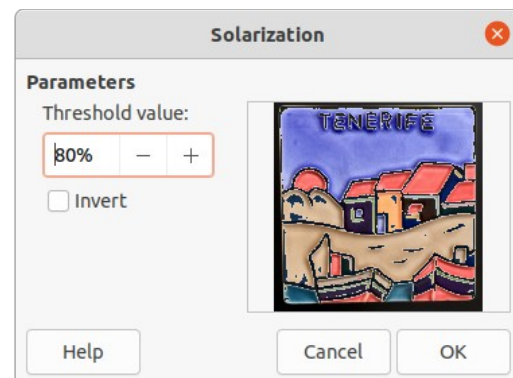 Solarization
Parameters
Threshold value:
80%
Invert
TENERIFE
Help
Cancel
OK